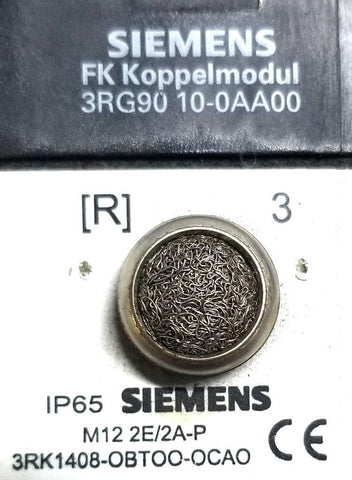 SIEMENS
FK Koppelmodul
3RG90 10-0AA00
[R] 3
IP65 SIEMENS
M12 2E/2A-P CE
3RK1408-OBTOO-OCAO